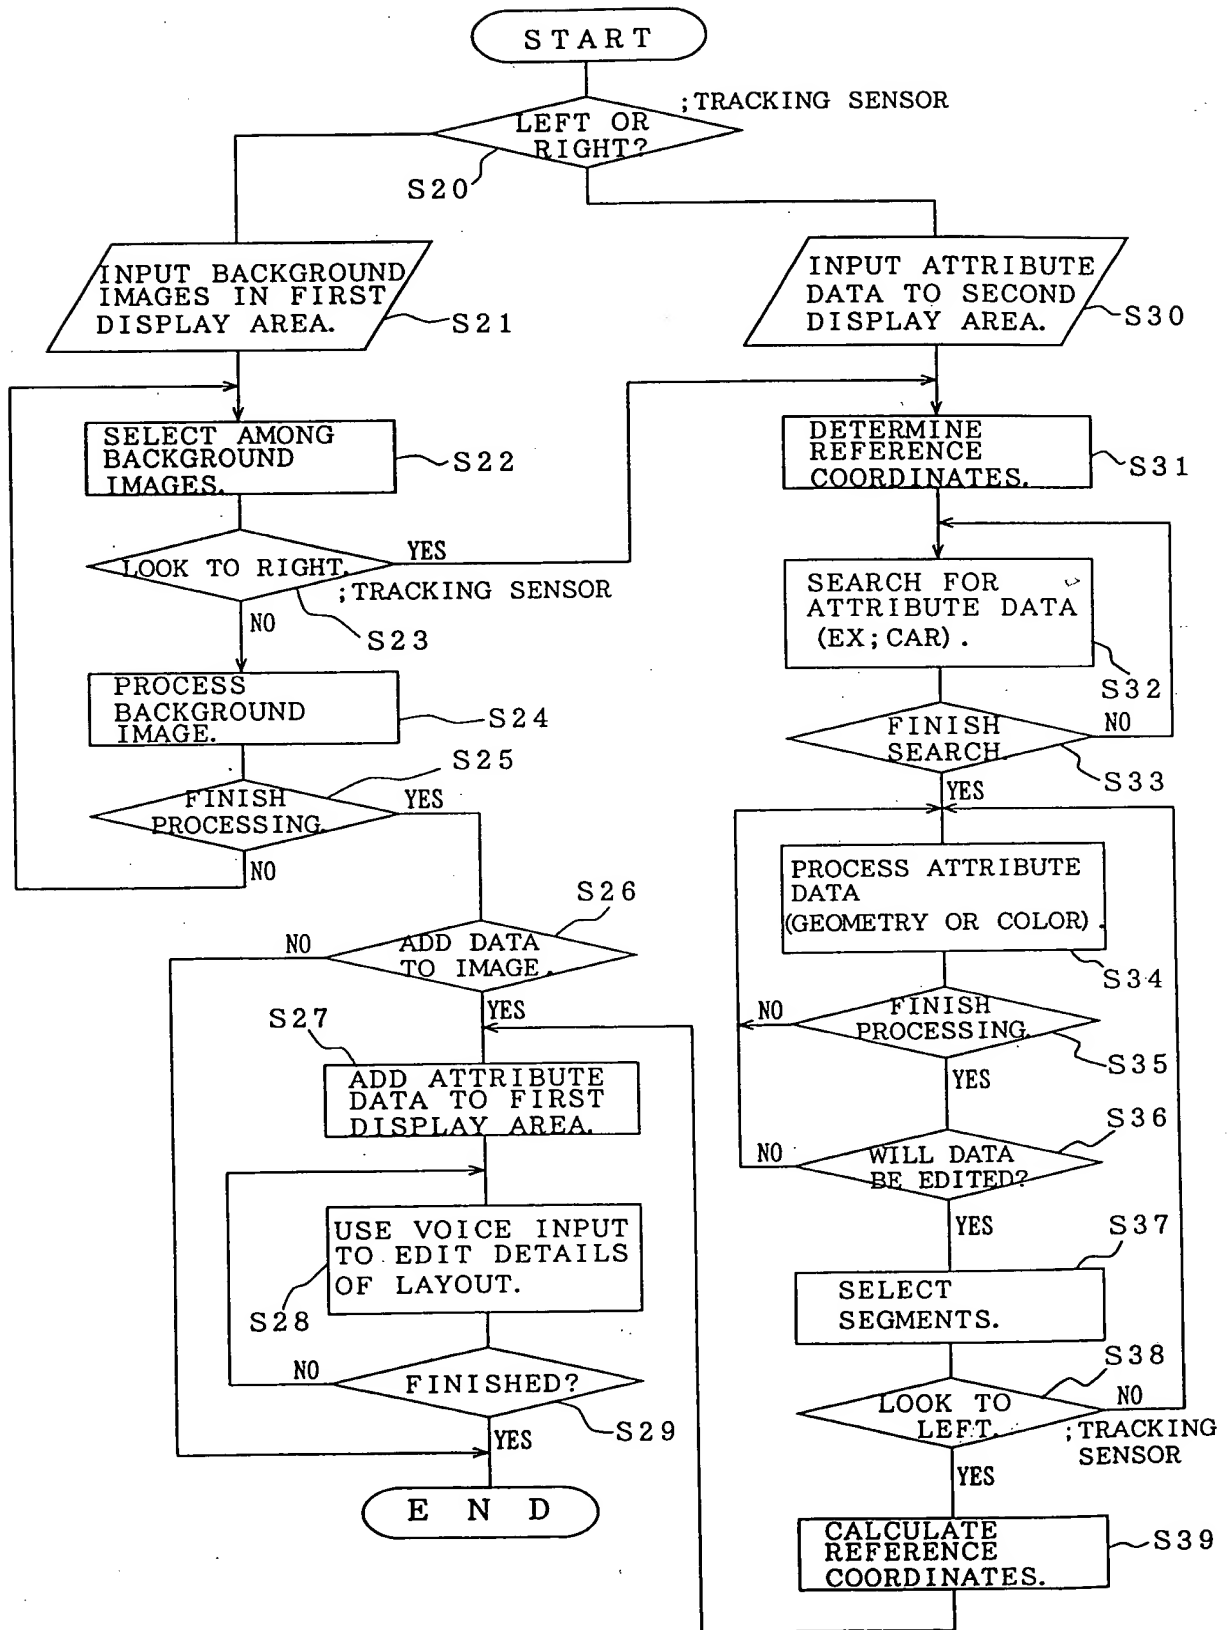 START
;TRACKING SENSOR
LEFT OR
RIGHT?
S20
INPUT BACKGROUND
IMAGES IN FIRST
DISPLAY AREA.
S21
SELECT AMONG
BACKGROUND
IMAGES.
S22
LOOK TO RIGHT.
YES
;TRACKING SENSOR
NO
S23
PROCESS
BACKGROUND
IMAGE.
S24
S25
FINISH
PROCESSING.
YES
NO
S26
ADD DATA
TO IMAGE.
NO
YES
S27
ADD ATTRIBUTE
DATA TO FIRST
DISPLAY AREA.
USE VOICE INPUT
TO EDIT DETAILS
OF LAYOUT.
S28
FINISHED?
NO
S29
YES
END
INPUT ATTRIBUTE
DATA TO SECOND
DISPLAY AREA.
S30
DETERMINE
REFERENCE
COORDINATES.
S31
SEARCH FOR
ATTRIBUTE DATA
(EX;CAR).
S32
FINISH
SEARCH.
NO
S33
YES
PROCESS ATTRIBUTE
DATA
(GEOMETRY OR COLOR).
S34
FINISH
PROCESSING.
NO
S35
YES
S36
WILL DATA
BE EDITED?
NO
YES
S37
SELECT
SEGMENTS.
S38
LOOK TO
LEFT.
NO
;TRACKING
SENSOR
YES
CALCULATE
REFERENCE
COORDINATES.
S39